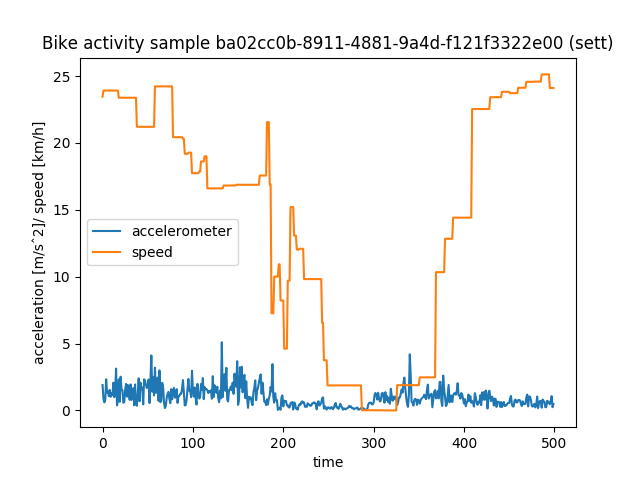 Bike activity sample ba02cc0b-8911-4881-9a4d-f121f3322e00 (sett)
25
20
15
10
5
0
acceleration [m/s^2]/ speed [km/h]
accelerometer
speed
0
100
200
300
400
500
time